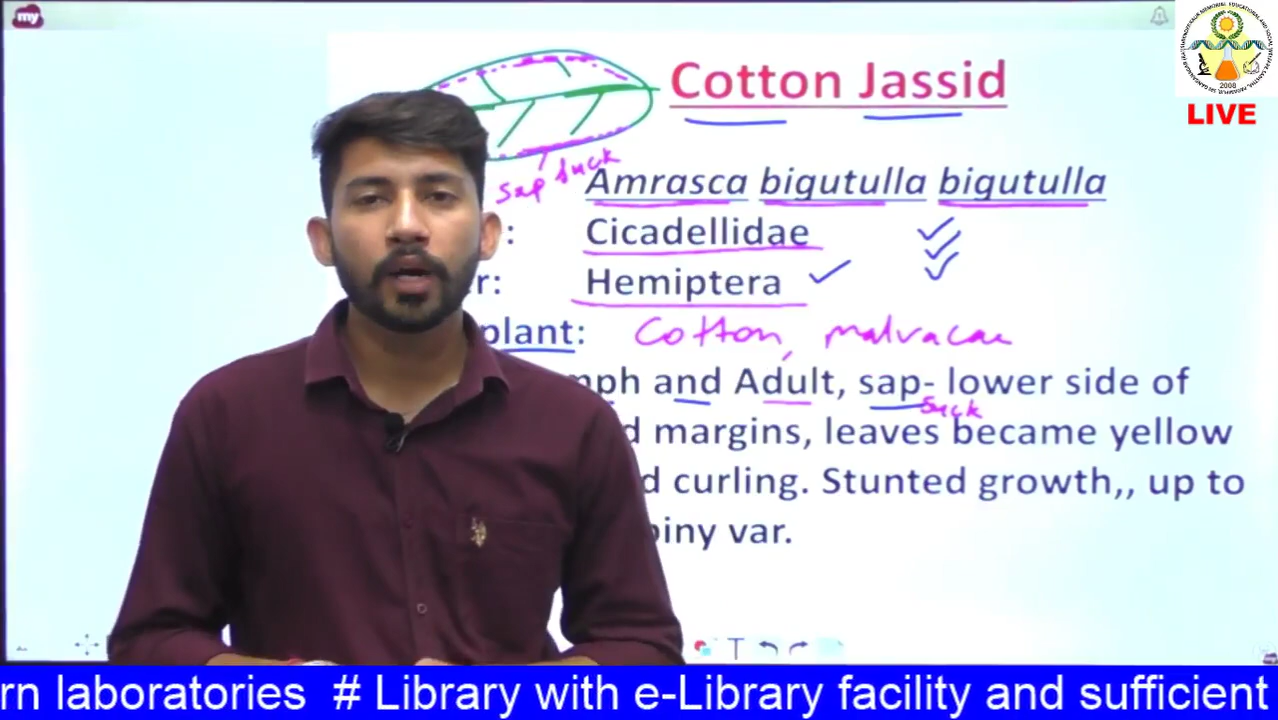 my
Cotton Jassid
LIVE
2008
sap suck
Amrasca bigutulla bigutulla
: Cicadellidae
r: Hemiptera
plant: Cotton, malvacae
mph and Adult, sap- lower side of
suck
d margins, leaves became yellow
d curling. Stunted growth,, up to
piny var.
T
rn laboratories # Library with e-Library facility and sufficient